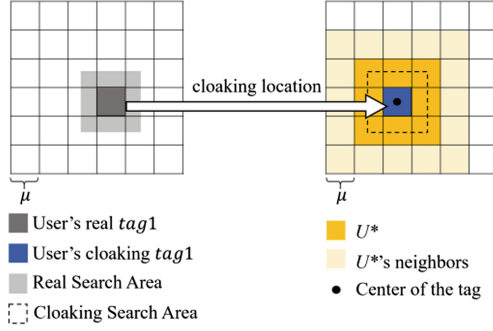 cloaking location
μ
μ
User's real tag1
User's cloaking tag1
Real Search Area
Cloaking Search Area
U*
U*'s neighbors
Center of the tag